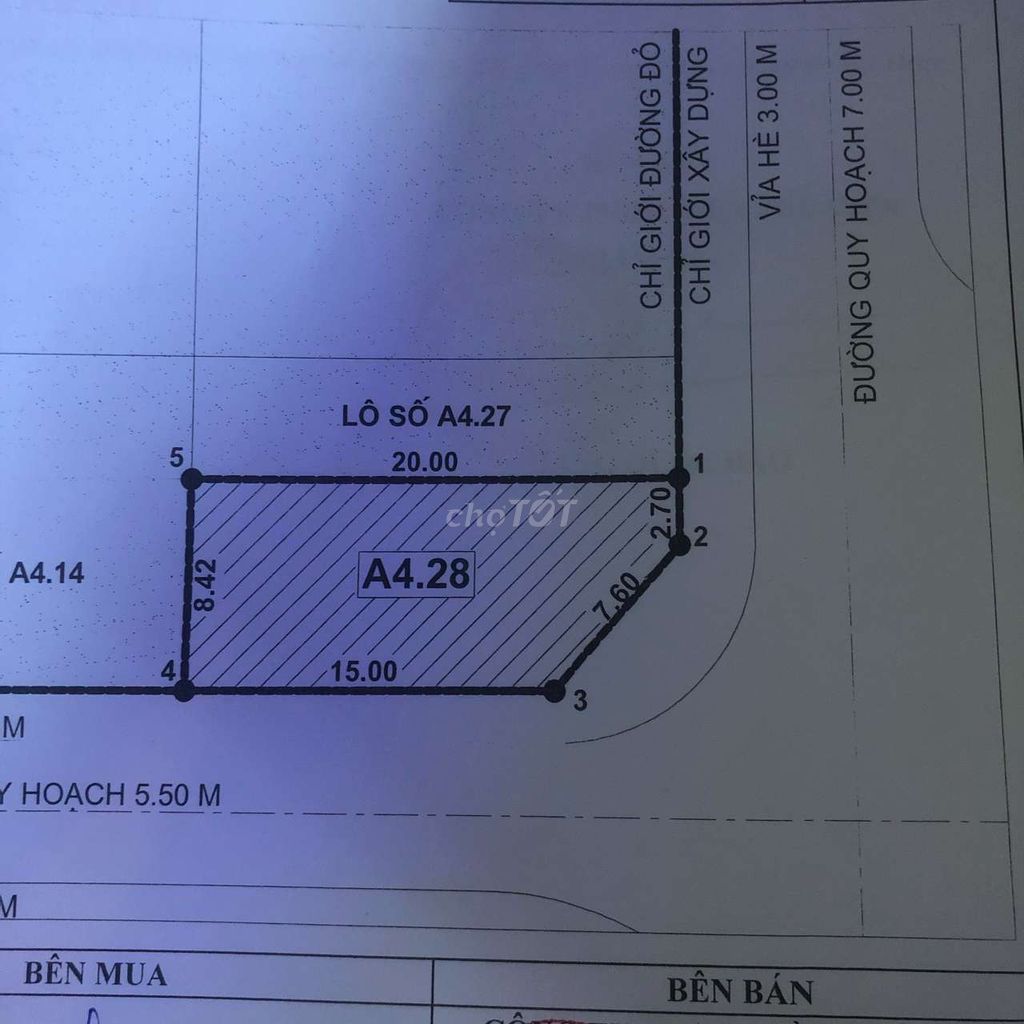 CHỈ GIỚI ĐƯỜNG ĐỎ
CHỈ GIỚI XÂY DỰNG
VỈA HÈ 3.00 M
ĐƯỜNG QUY HOẠCH 7.00 M
LÔ SỐ A4.27
5
20.00
1
2.70
chợTỐT
2
A4.14
8.42
A4.28
7.60
4
15.00
3
M
Y HOẠCH 5.50 M
M
BÊN MUA
BÊN BÁN